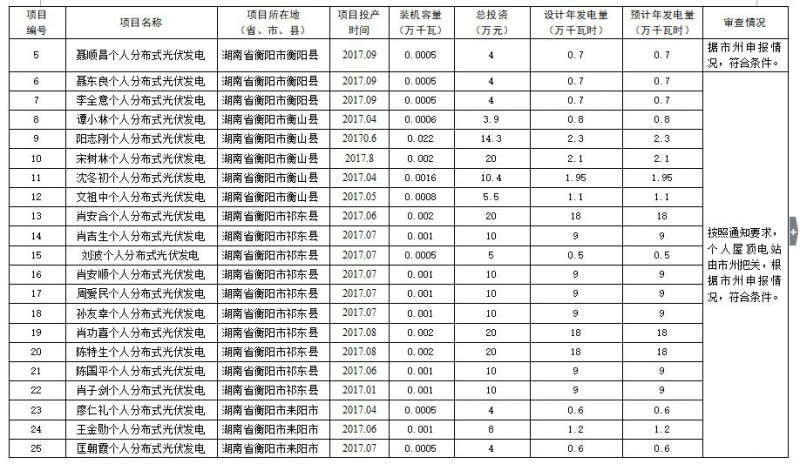 项目编号 项目名称 项目所在地（省、市、县） 项目投产时间 装机容量（万千瓦） 总投资（万元） 设计年发电量（万千瓦时） 预计年发电量（万千瓦时） 审查情况
5 聂顺昌个人分布式光伏发电 湖南省衡阳市衡阳县 2017.09 0.0005 4 0.7 0.7 据市州申报情况，符合条件。
6 聂东良个人分布式光伏发电 湖南省衡阳市衡阳县 2017.09 0.0005 4 0.7 0.7
7 李全意个人分布式光伏发电 湖南省衡阳市衡阳县 2017.09 0.0005 4 0.7 0.7
8 谭小林个人分布式光伏发电 湖南省衡阳市衡山县 2017.04 0.0006 3.9 0.8 0.8
9 阳志刚个人分布式光伏发电 湖南省衡阳市衡山县 20170.6 0.022 14.3 2.3 2.3
10 宋树林个人分布式光伏发电 湖南省衡阳市衡山县 2017.8 0.002 20 2.1 2.1
11 沈冬初个人分布式光伏发电 湖南省衡阳市衡山县 2017.04 0.0016 10.4 1.95 1.95
12 文祖中个人分布式光伏发电 湖南省衡阳市衡山县 2017.05 0.0008 5.5 1.1 1.1
13 肖安合个人分布式光伏发电 湖南省衡阳市祁东县 2017.06 0.002 20 18 18
14 肖吉生个人分布式光伏发电 湖南省衡阳市祁东县 2017.07 0.001 10 9 9
15 刘波个人分布式光伏发电 湖南省衡阳市祁东县 2017.07 0.0005 5 0.5 0.5
16 肖安顺个人分布式光伏发电 湖南省衡阳市祁东县 2017.07 0.001 10 9 9
17 周爱民个人分布式光伏发电 湖南省衡阳市祁东县 2017.07 0.001 10 9 9
18 孙友幸个人分布式光伏发电 湖南省衡阳市祁东县 2017.07 0.001 10 9 9
19 肖功喜个人分布式光伏发电 湖南省衡阳市祁东县 2017.08 0.002 20 18 18
20 陈特生个人分布式光伏发电 湖南省衡阳市祁东县 2017.08 0.002 20 18 18
21 陈国平个人分布式光伏发电 湖南省衡阳市祁东县 2017.06 0.001 10 9 9
22 肖子剑个人分布式光伏发电 湖南省衡阳市祁东县 2017.01 0.001 10 9 9
23 廖仁礼个人分布式光伏发电 湖南省衡阳市耒阳市 2017.04 0.0005 4 0.6 0.6
24 王金勋个人分布式光伏发电 湖南省衡阳市耒阳市 2017.06 0.001 8 1.2 1.2
25 匡朝霞个人分布式光伏发电 湖南省衡阳市耒阳市 2017.07 0.0005 4 0.6 0.6
按照通知要求，
个人屋顶电站
由市州把关，根
据市州申报情
况，符合条件。